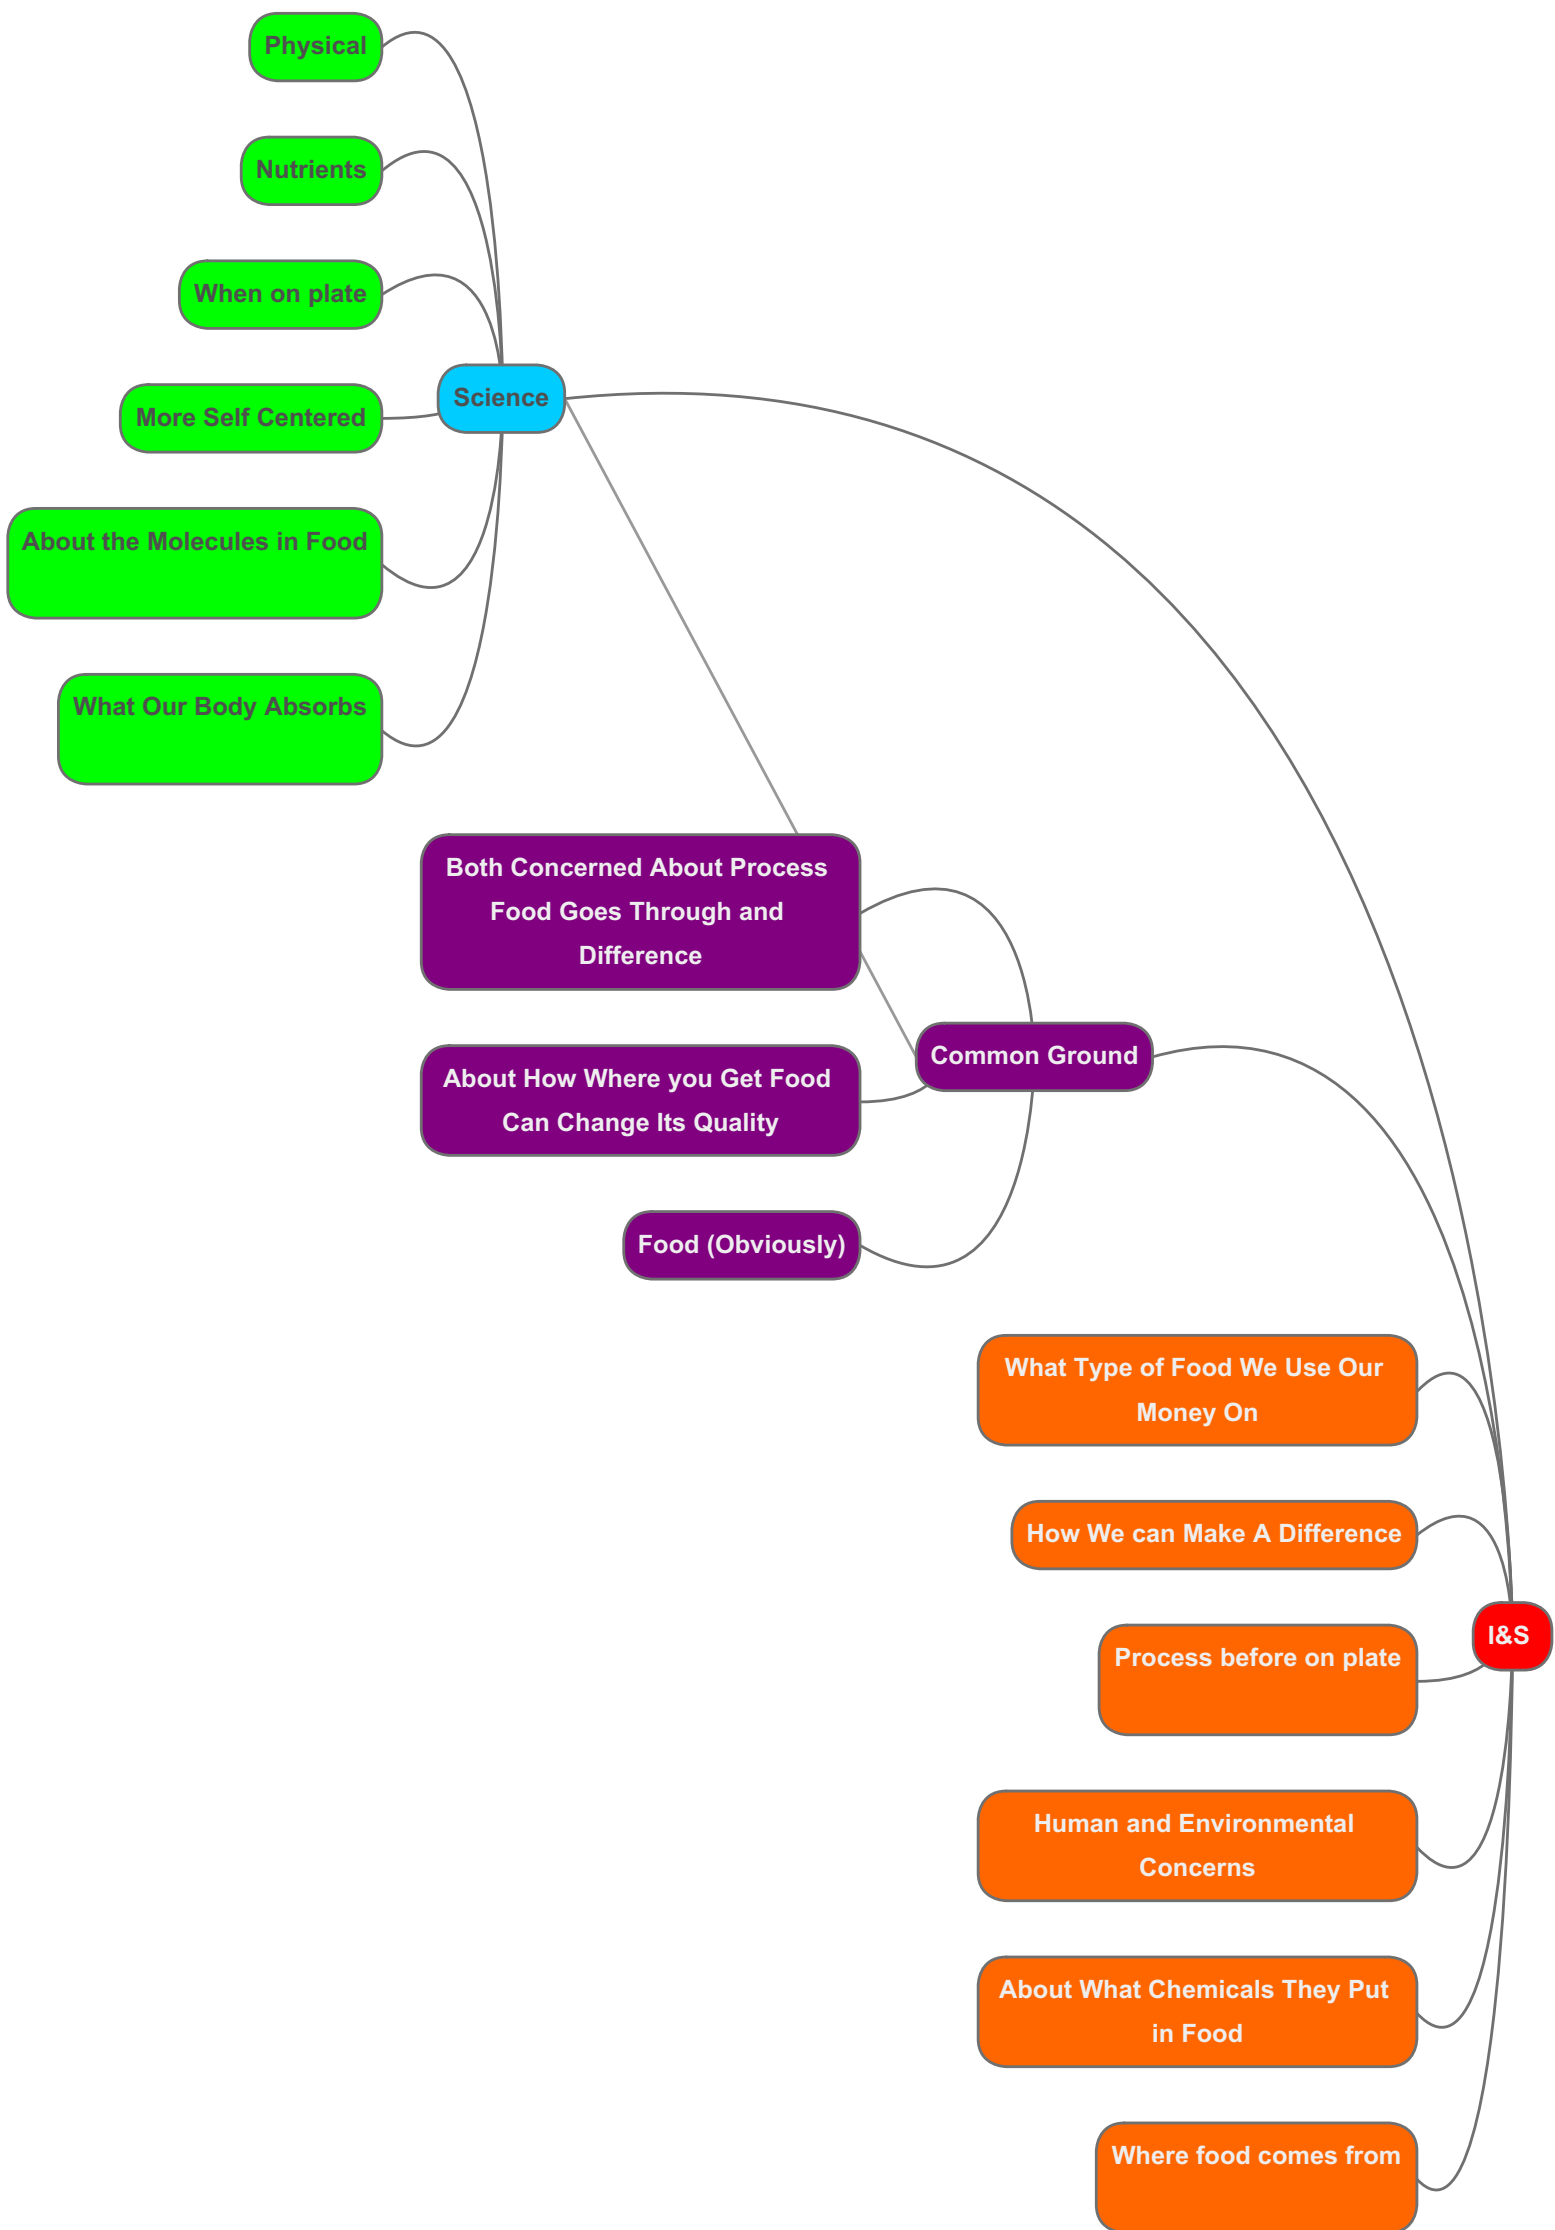 Physical
Nutrients
When on plate
Science
More Self Centered
About the Molecules in Food
What Our Body Absorbs
Both Concerned About Process
Food Goes Through and
Difference
Common Ground
About How Where you Get Food
Can Change Its Quality
Food (Obviously)
What Type of Food We Use Our
Money On
How We can Make A Difference
I&S
Process before on plate
Human and Environmental
Concerns
About What Chemicals They Put
in Food
Where food comes from